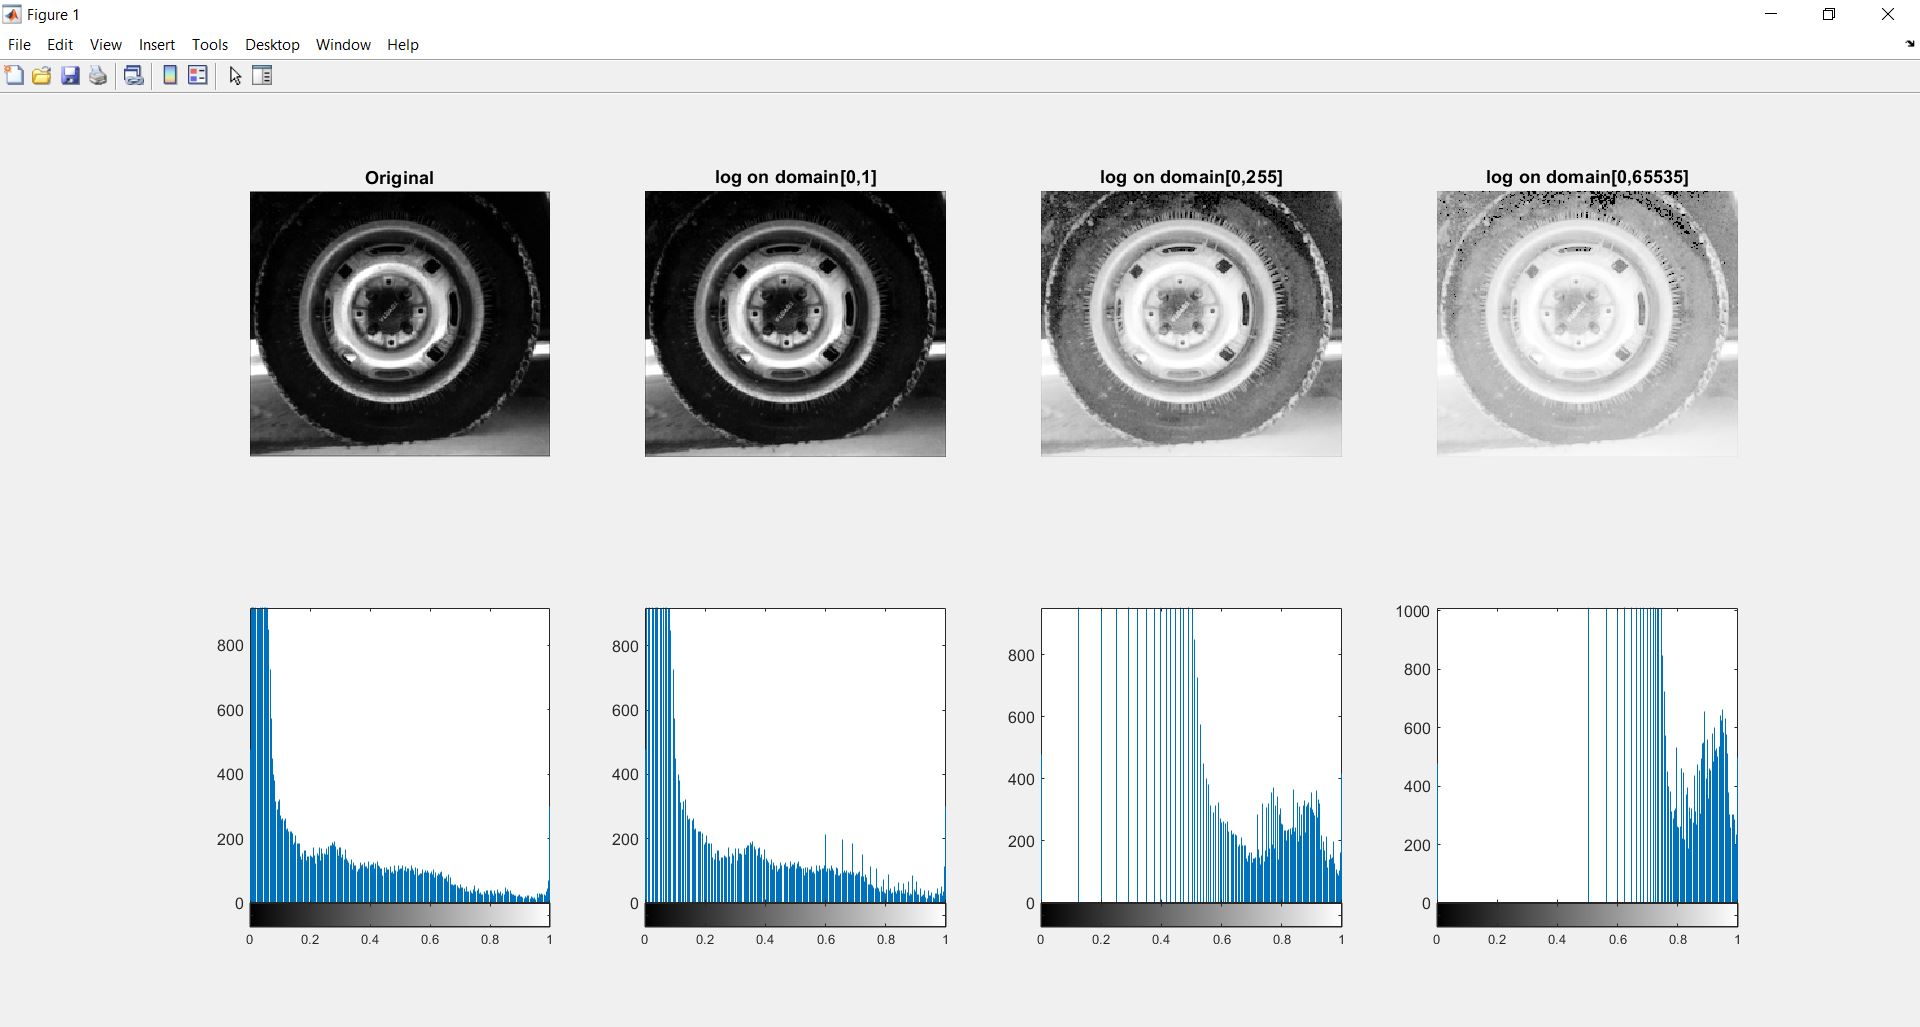 Figure 1
File Edit View Insert Tools Desktop Window Help
Original
log on domain[0,1]
log on domain[0,255]
log on domain[0,65535]
800
600
400
200
0
0 0.2 0.4 0.6 0.8 1
800
600
400
200
0
0 0.2 0.4 0.6 0.8 1
800
600
400
200
0
0 0.2 0.4 0.6 0.8 1
1000
800
600
400
200
0
0 0.2 0.4 0.6 0.8 1